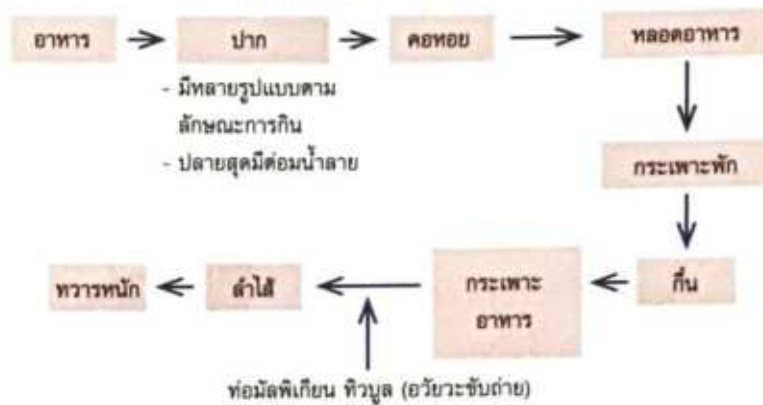 อาหาร
ปาก
คอหอย
หลอดอาหาร
- มีหลายรูปแบบตาม
ลักษณะการกิน
- ปลายสุดมีต่อมน้ำลาย
กระเพาะพัก
กึ๋น
กระเพาะ
อาหาร
ลำไส้
ทวารหนัก
ท่อมัลพิเกียน ทิวบูล (อวัยวะขับถ่าย)